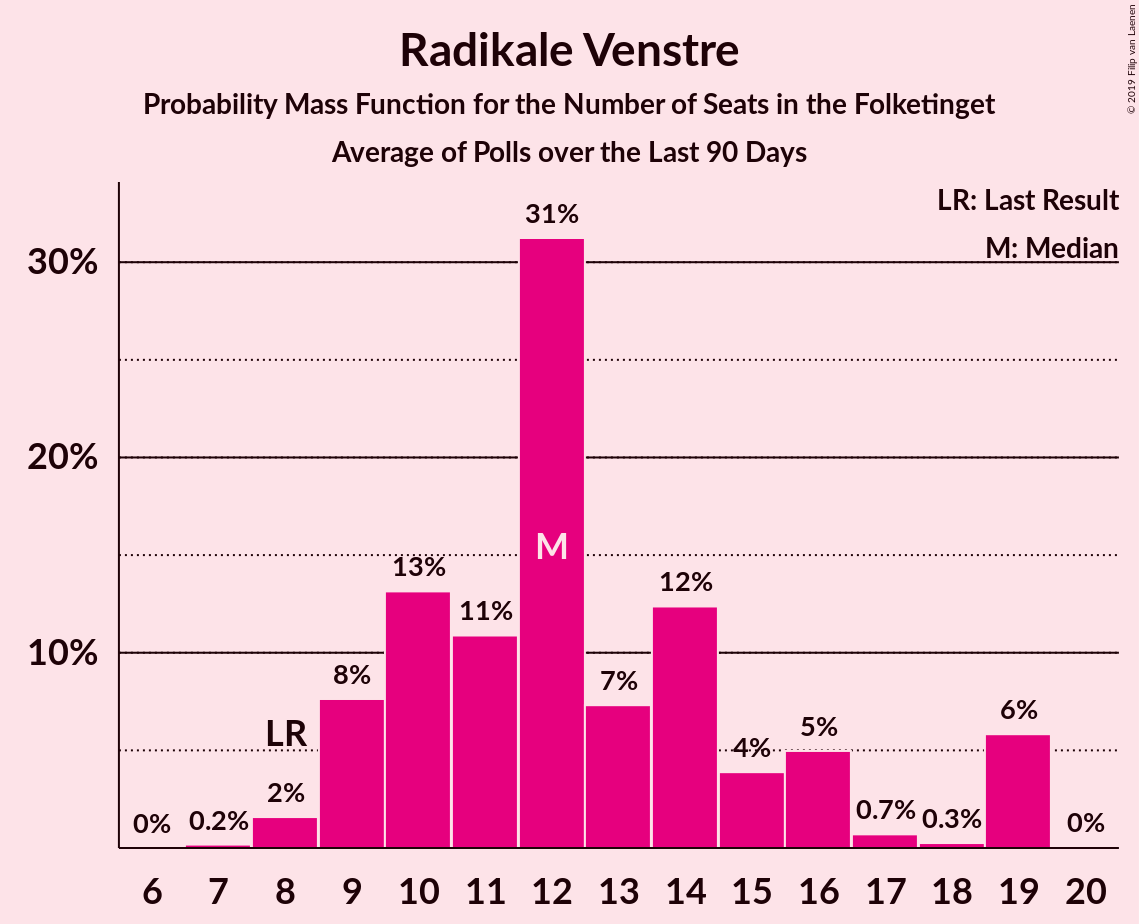 Radikale Venstre
Probability Mass Function for the Number of Seats in the Folketinget
Average of Polls over the Last 90 Days
© 2019 Filip van Laenen
LR: Last Result
M: Median
30%
20%
10%
0%
0.2%
2%
LR
8%
13%
11%
31%
M
7%
12%
4%
5%
0.7%
0.3%
6%
0%
6 7 8 9 10 11 12 13 14 15 16 17 18 19 20